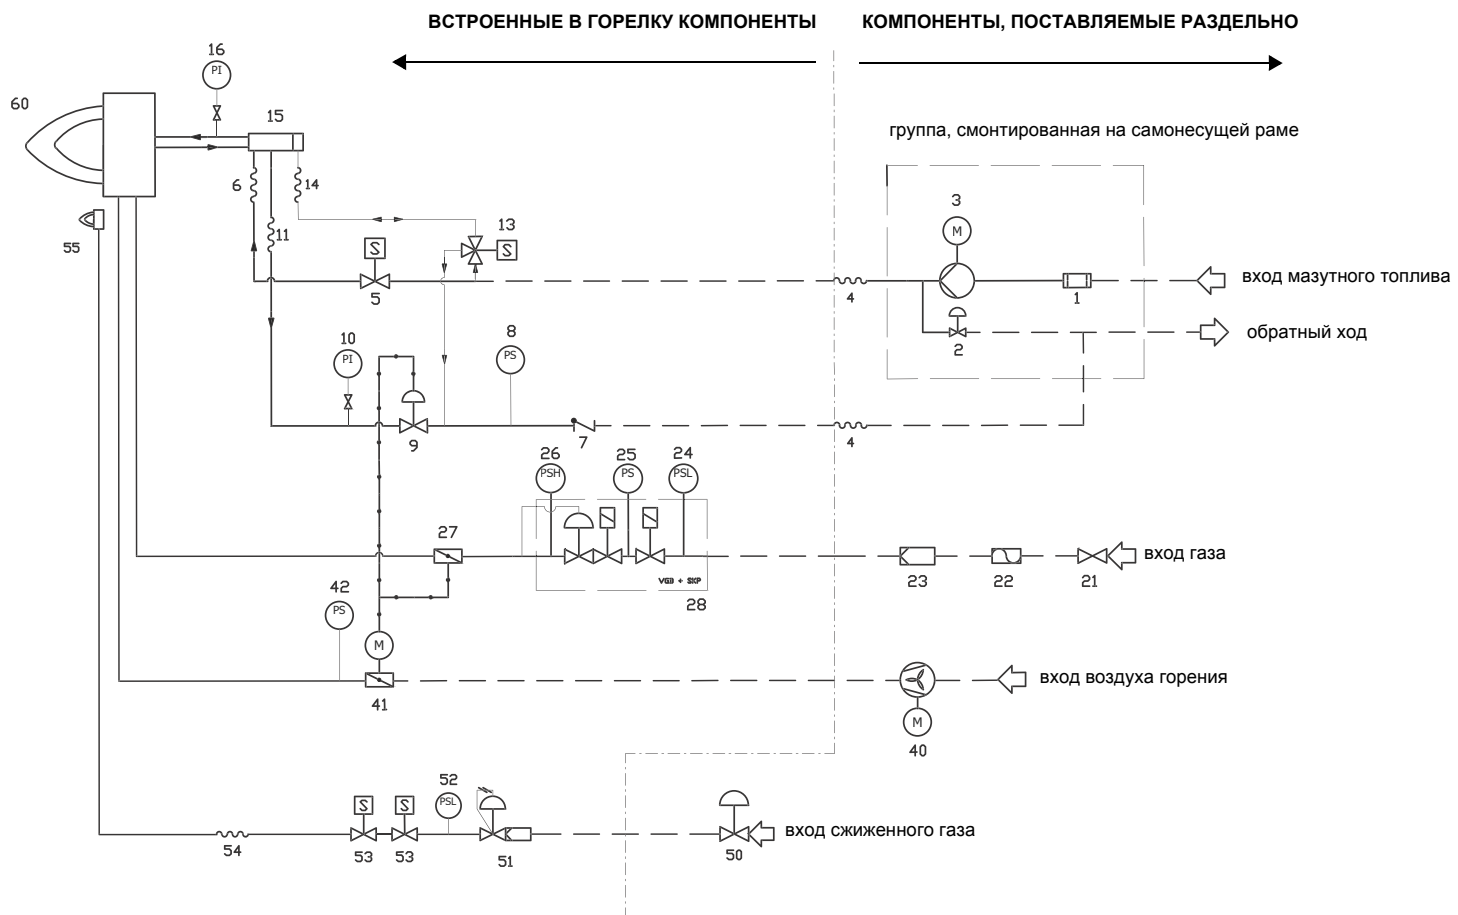 ВСТРОЕННЫЕ В ГОРЕЛКУ КОМПОНЕНТЫ
КОМПОНЕНТЫ, ПОСТАВЛЯЕМЫЕ РАЗДЕЛЬНО
16
PI
60
15
группа, смонтированная на самонесущей раме
6
14
3
M
13
S
S
55
11
5
4
1
вход мазутного топлива
10
PI
8
PS
2
обратный ход
9
7
4
26
PSH
25
PS
24
PSL
27
вход газа
23
22
21
VGB + SKP
28
42
PS
M
41
вход воздуха горения
M
40
52
PSL
S
S
вход сжиженного газа
54
53
53
51
50